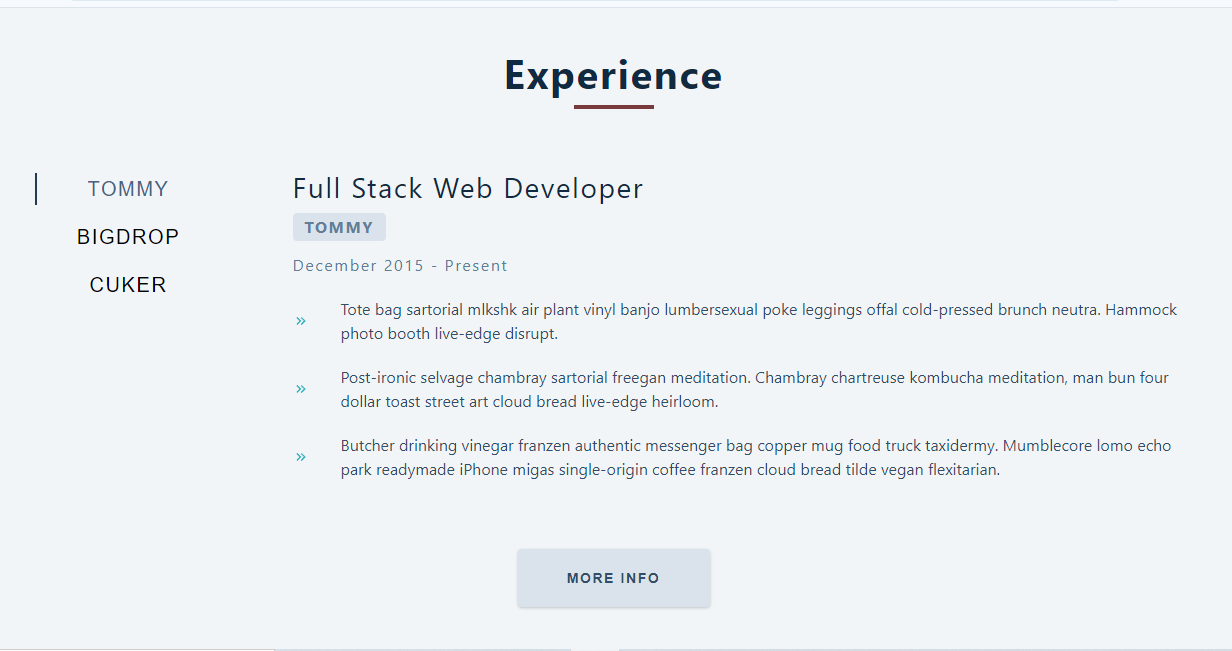 Experience
TOMMY
BIGDROP
CUKER
Full Stack Web Developer
TOMMY
December 2015 - Present
» Tote bag sartorial mlkshk air plant vinyl banjo lumbersexual poke leggings offal cold-pressed brunch neutra. Hammock
photo booth live-edge disrupt.
» Post-ironic selvage chambray sartorial freegan meditation. Chambray chartreuse kombucha meditation, man bun four
dollar toast street art cloud bread live-edge heirloom.
» Butcher drinking vinegar franzen authentic messenger bag copper mug food truck taxidermy. Mumblecore lomo echo
park readymade iPhone migas single-origin coffee franzen cloud bread tilde vegan flexitarian.
MORE INFO